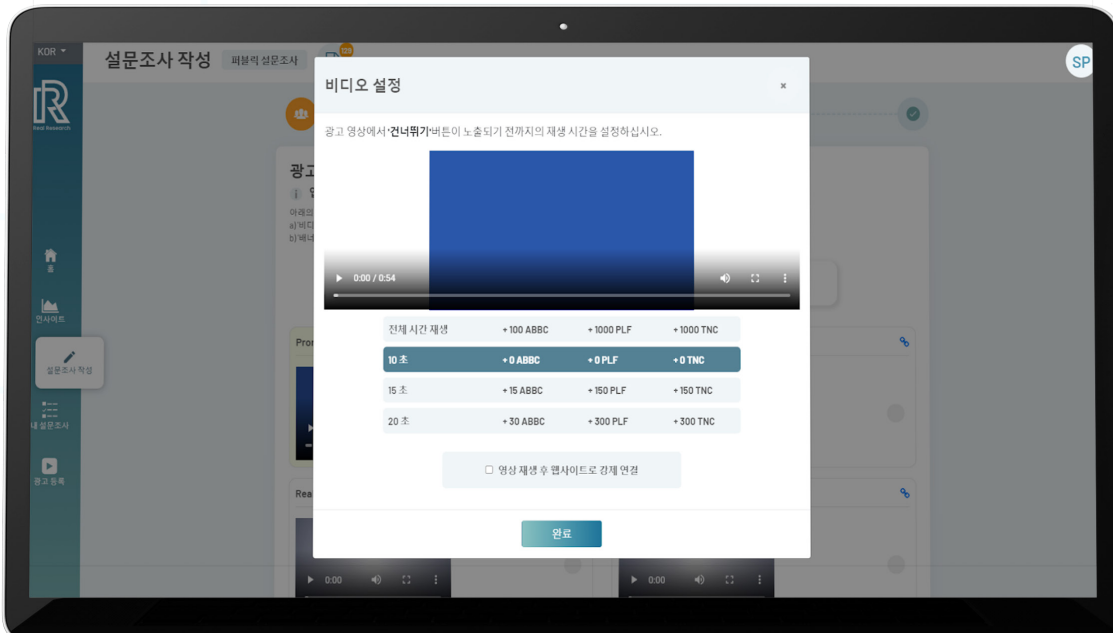 KOR
설문조사 작성
퍼블릭 설문조사
129
SP
R
Real Research
홈
인사이트
설문조사 작성
내 설문조사
광고 등록
비디오 설정
×
광고 영상에서 '건너뛰기'버튼이 노출되기 전까지의 재생 시간을 설정하십시오.
0:00 / 0:54
전체 시간 재생 +100 ABBC +1000 PLF +1000 TNC
10 초 +0 ABBC +0 PLF +0 TNC
15 초 +15 ABBC +150 PLF +150 TNC
20 초 +30 ABBC +300 PLF +300 TNC
영상 재생 후 웹사이트로 강제 연결
완료
광고
아래의
a)'비디
b)'배너
Pro
Rea
0:00
0:00